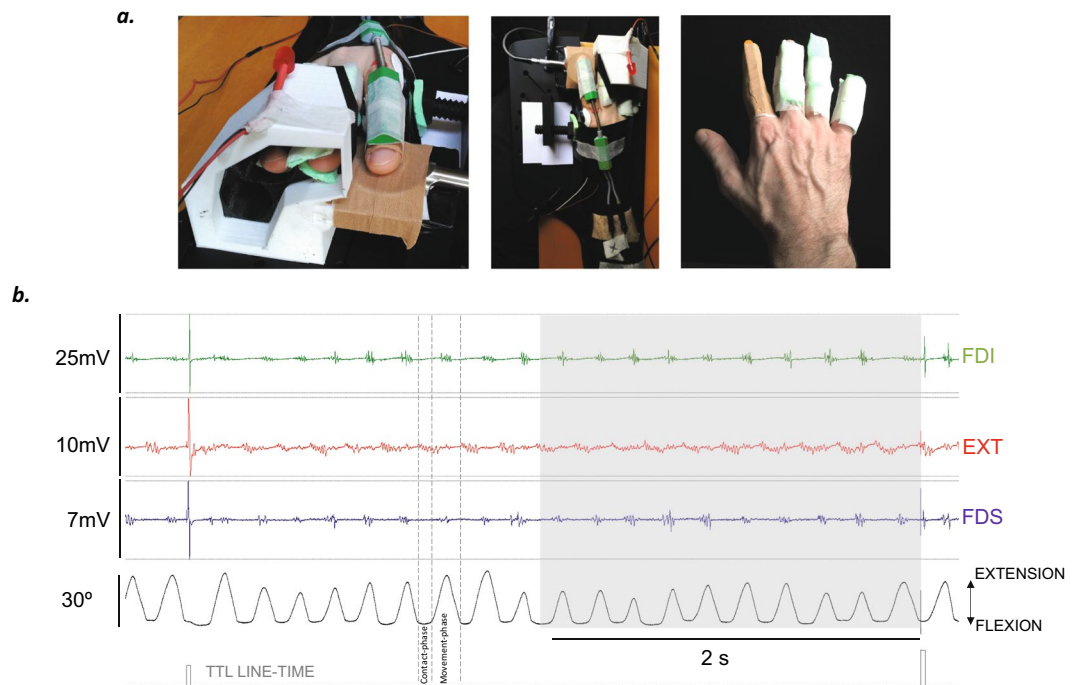 a.
b.
25mV
FDI
10mV
EXT
7mV
FDS
30º
EXTENSION
FLEXION
Contact-phase
Movement-phase
2 s
TTL LINE-TIME